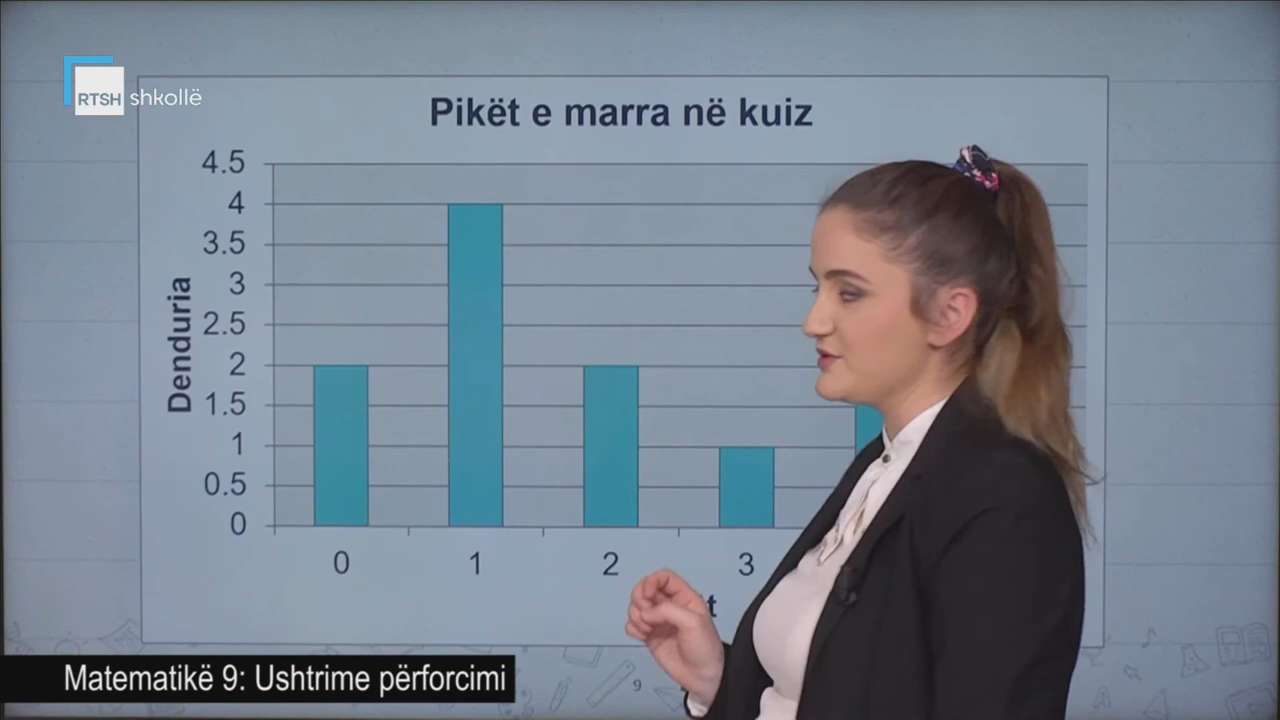 RTSH shkollë
Pikët e marra në kuiz
4.5
4
3.5
3
2.5
2
1.5
1
0.5
0
Denduria
0 1 2 3
Matematikë 9: Ushtrime përforcimi
9